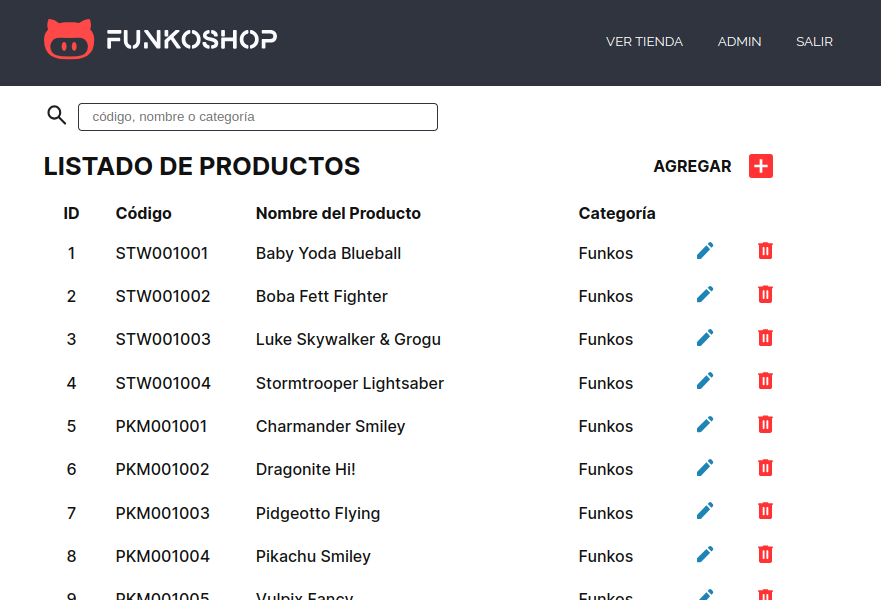 FUNKOSHOP
VER TIENDA ADMIN SALIR
código, nombre o categoría
LISTADO DE PRODUCTOS AGREGAR
ID Código Nombre del Producto Categoría
1 STW001001 Baby Yoda Blueball Funkos
2 STW001002 Boba Fett Fighter Funkos
3 STW001003 Luke Skywalker & Grogu Funkos
4 STW001004 Stormtrooper Lightsaber Funkos
5 PKM001001 Charmander Smiley Funkos
6 PKM001002 Dragonite Hi! Funkos
7 PKM001003 Pidgeotto Flying Funkos
8 PKM001004 Pikachu Smiley Funkos
9 PKM001005 Vulpix Fancy Funkos